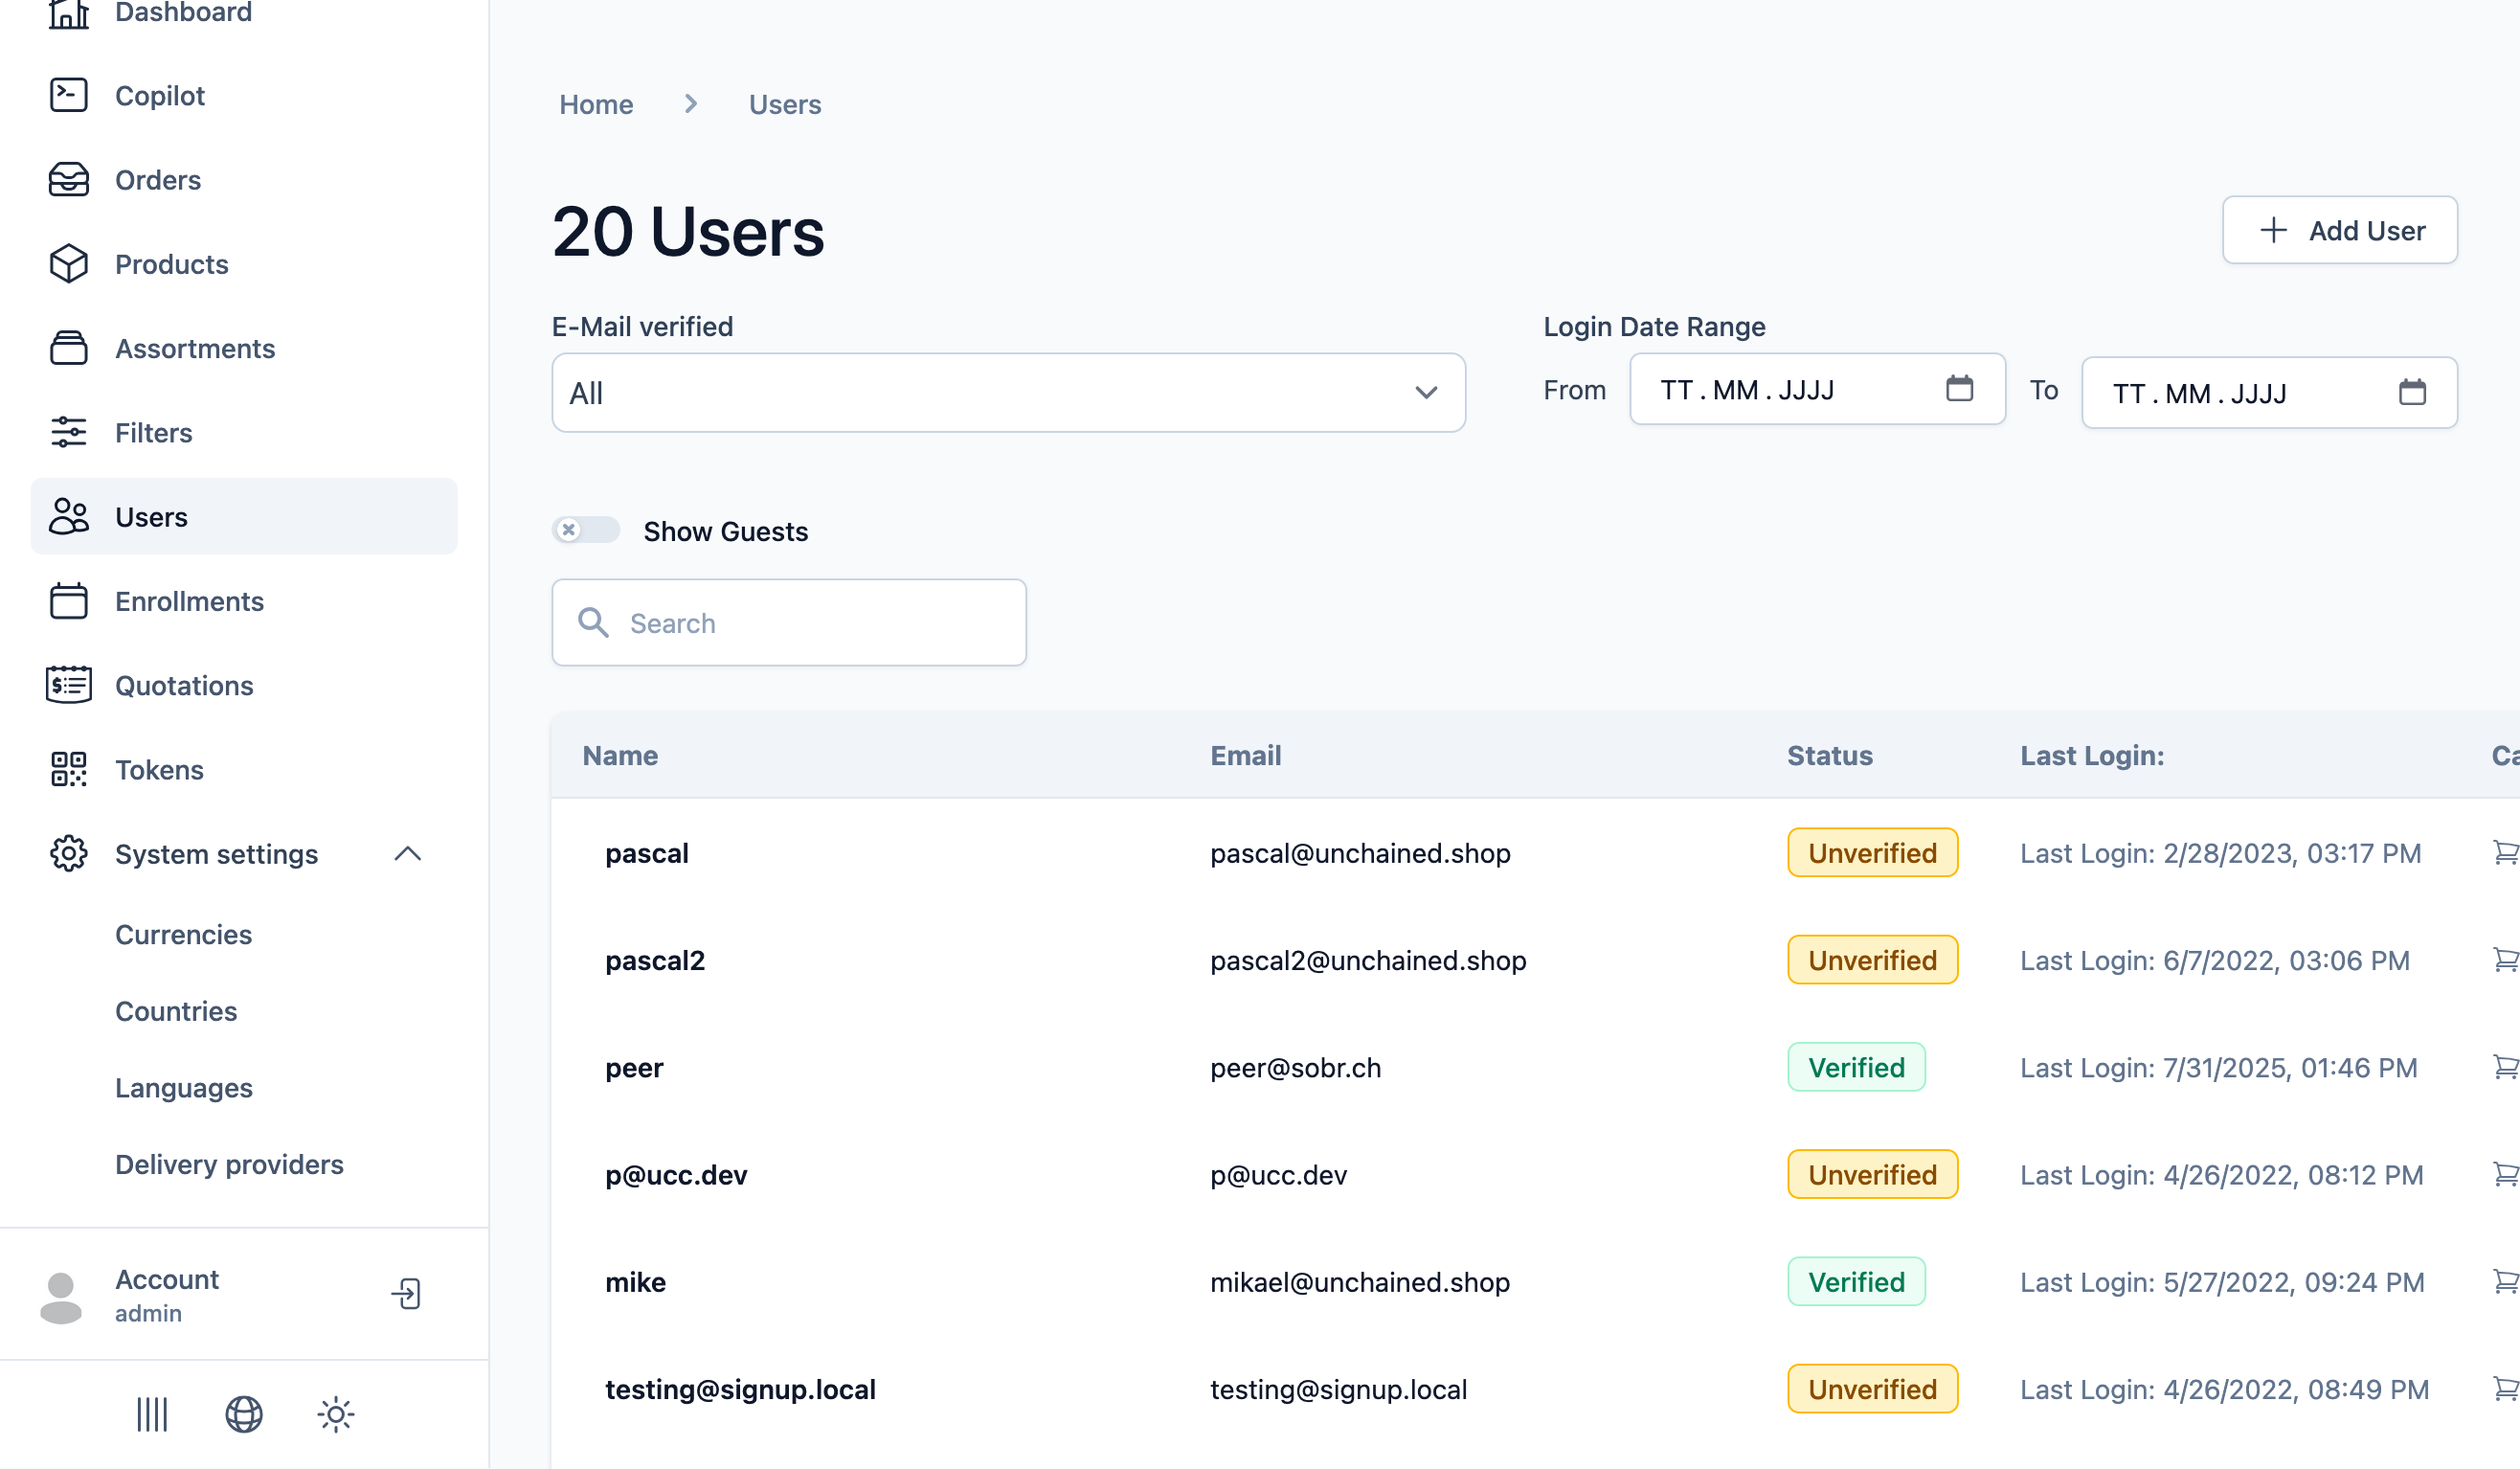 Dashboard
Copilot
Orders
Products
Assortments
Filters
Users
Enrollments
Quotations
Tokens
System settings
Currencies
Countries
Languages
Delivery providers
Account
admin
Home
Users
20 Users
Add User
E-Mail verified
All
Login Date Range
From TT . MM . JJJJ To TT . MM . JJJJ
Show Guests
Search
Name Email Status Last Login:
pascal pascal@unchained.shop Unverified Last Login: 2/28/2023, 03:17 PM
pascal2 pascal2@unchained.shop Unverified Last Login: 6/7/2022, 03:06 PM
peer peer@sobr.ch Verified Last Login: 7/31/2025, 01:46 PM
p@ucc.dev p@ucc.dev Unverified Last Login: 4/26/2022, 08:12 PM
mike mikael@unchained.shop Verified Last Login: 5/27/2022, 09:24 PM
testing@signup.local testing@signup.local Unverified Last Login: 4/26/2022, 08:49 PM